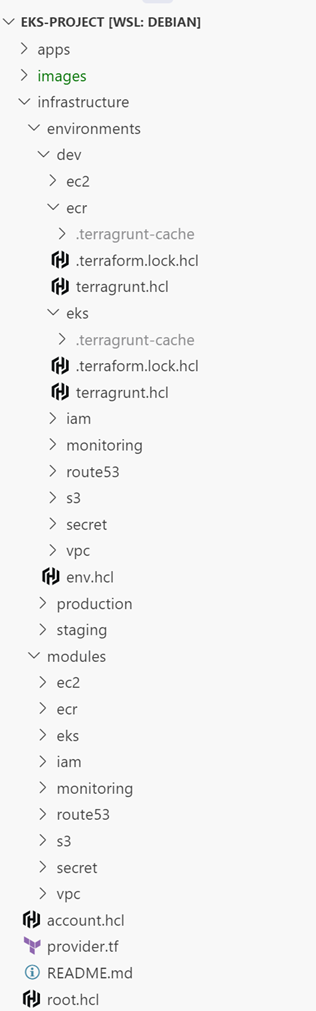 EKS-PROJECT [WSL: DEBIAN]
apps
images
infrastructure
environments
dev
ec2
ecr
.terragrunt-cache
.terraform.lock.hcl
terragrunt.hcl
eks
.terragrunt-cache
.terraform.lock.hcl
terragrunt.hcl
iam
monitoring
route53
s3
secret
vpc
env.hcl
production
staging
modules
ec2
ecr
eks
iam
monitoring
route53
s3
secret
vpc
account.hcl
provider.tf
README.md
root.hcl